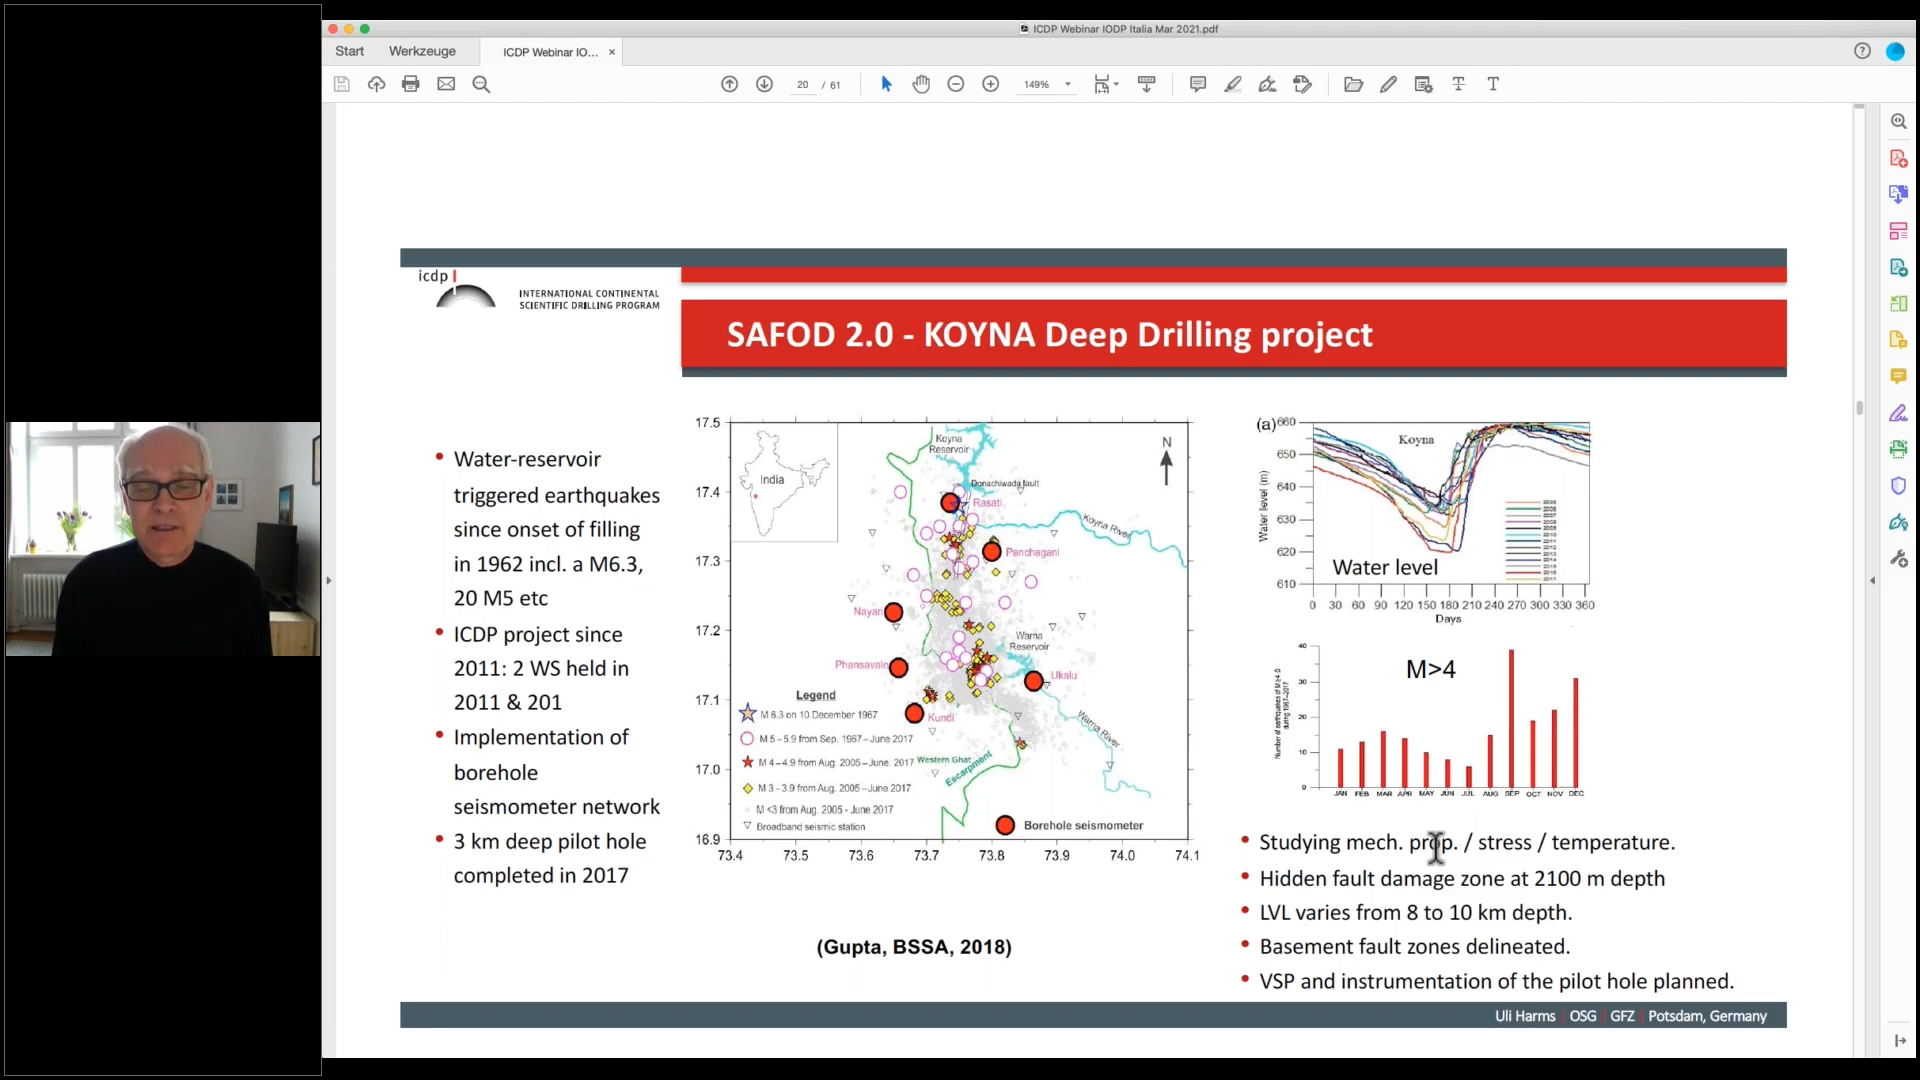 ICDP Webinar IODP Italia Mar 2021.pdf
Start Werkzeuge ICDP Webinar IO... ×
20 / 61 149%
icdp
INTERNATIONAL CONTINENTAL
SCIENTIFIC DRILLING PROGRAM
SAFOD 2.0 - KOYNA Deep Drilling project
• Water-reservoir
triggered earthquakes
since onset of filling
in 1962 incl. a M6.3,
20 M5 etc
• ICDP project since
2011: 2 WS held in
2011 & 201
• Implementation of
borehole
seismometer network
• 3 km deep pilot hole
completed in 2017
17.5
17.4
17.3
17.2
17.1
17.0
16.9
73.4 73.5 73.6 73.7 73.8 73.9 74.0 74.1
India
N
Koyna
Reservoir
Donachiwada fault
Rasati
Koyna River
Panchagani
Nayari
Warna
Reservoir
Phansavale
Ukalu
Kundi
Warna River
Western Ghat
Escarpment
Legend
M 6.3 on 10 December 1967
M 5–5.9 from Sep. 1967–June 2017
M 4–4.9 from Aug. 2005–June. 2017
M 3–3.9 from Aug. 2005–June 2017
M <3 from Aug. 2005 - June 2017
Broadband seismic station
Borehole seismometer
(Gupta, BSSA, 2018)
(a)
660
650
640
630
620
610
Water level (m)
Koyna
Water level
0 30 60 90 120 150 180 210 240 270 300 330 360
Days
M>4
40
30
20
10
0
Number of earthquakes of M≥4.0
during 1967-2017
JAN FEB MAR APR MAY JUN JUL AUG SEP OCT NOV DEC
• Studying mech. prop. / stress / temperature.
• Hidden fault damage zone at 2100 m depth
• LVL varies from 8 to 10 km depth.
• Basement fault zones delineated.
• VSP and instrumentation of the pilot hole planned.
Uli Harms | OSG | GFZ | Potsdam, Germany